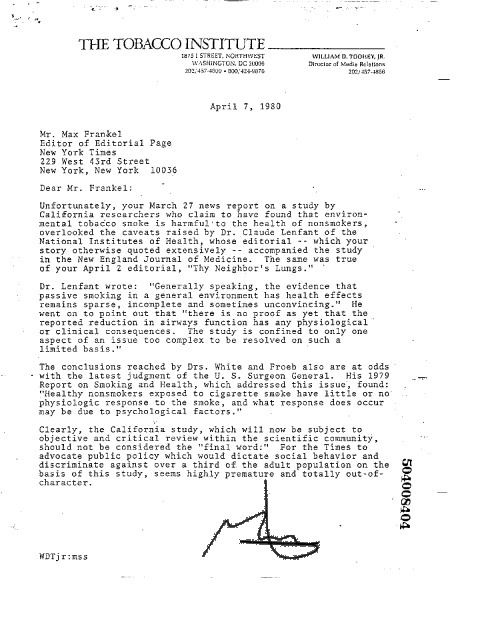 THE TOBACCO INSTITUTE
1875 I STREET, NORTHWEST
WASHINGTON, DC 20006
202/457-4800 • 800/424-9876
WILLIAM D. TOOHEY, JR.
Director of Media Relations
202/457-4856
April 7, 1980
Mr. Max Frankel
Editor of Editorial Page
New York Times
229 West 43rd Street
New York, New York 10036
Dear Mr. Frankel:
Unfortunately, your March 27 news report on a study by
California researchers who claim to have found that environ-
mental tobacco smoke is harmful to the health of nonsmokers,
overlooked the caveats raised by Dr. Claude Lenfant of the
National Institutes of Health, whose editorial -- which your
story otherwise quoted extensively -- accompanied the study
in the New England Journal of Medicine. The same was true
of your April 2 editorial, "Thy Neighbor's Lungs."
Dr. Lenfant wrote: "Generally speaking, the evidence that
passive smoking in a general environment has health effects
remains sparse, incomplete and sometimes unconvincing." He
went on to point out that "there is no proof as yet that the
reported reduction in airways function has any physiological
or clinical consequences. The study is confined to only one
aspect of an issue too complex to be resolved on such a
limited basis."
The conclusions reached by Drs. White and Froeb also are at odds
with the latest judgment of the U. S. Surgeon General. His 1979
Report on Smoking and Health, which addressed this issue, found:
"Healthy nonsmokers exposed to cigarette smoke have little or no
physiologic response to the smoke, and what response does occur
may be due to psychological factors."
Clearly, the California study, which will now be subject to
objective and critical review within the scientific community,
should not be considered the "final word." For the Times to
advocate public policy which would dictate social behavior and
discriminate against over a third of the adult population on the
basis of this study, seems highly premature and totally out-of-
character.
WDTjr:mss
504008404